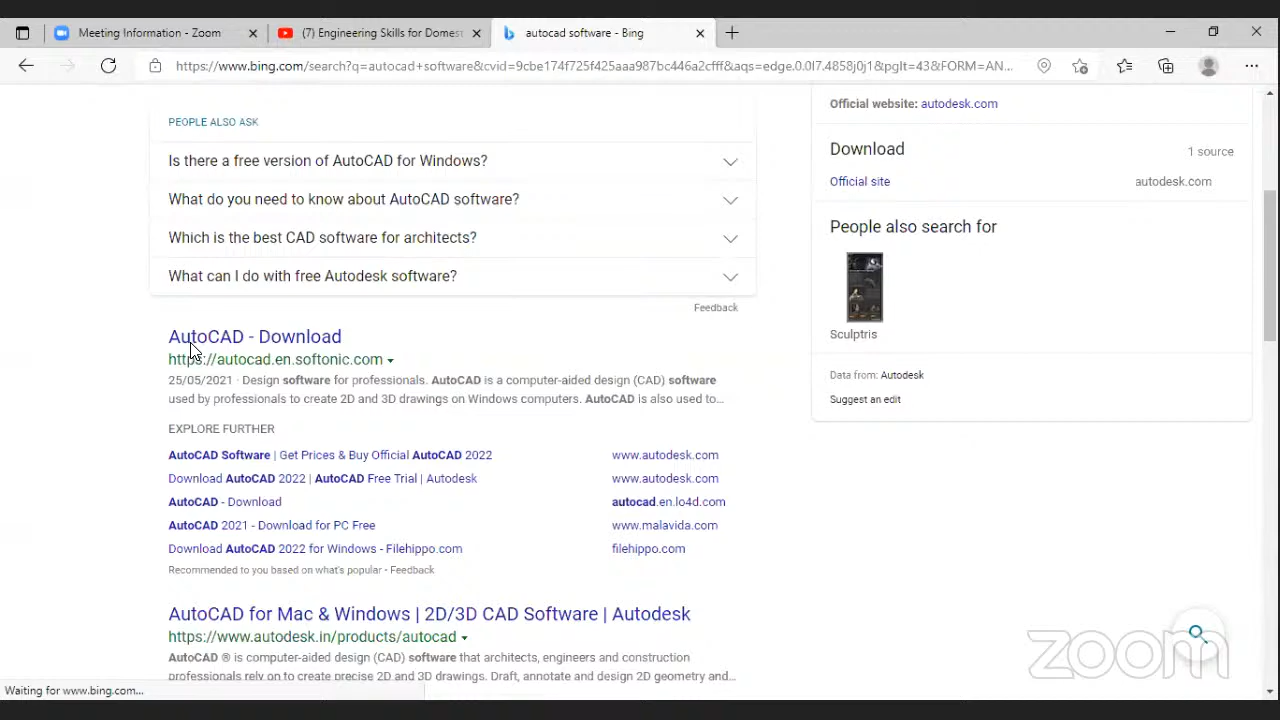 Meeting Information - Zoom
(7) Engineering Skills for Domest
autocad software - Bing
https://www.bing.com/search?q=autocad+software&cvid=9cbe174f725f425aaa987bc446a2cfff&aqs=edge.0.0l7.4858j0j1&pglt=43&FORM=AN...
PEOPLE ALSO ASK
Is there a free version of AutoCAD for Windows?
What do you need to know about AutoCAD software?
Which is the best CAD software for architects?
What can I do with free Autodesk software?
Feedback
AutoCAD - Download
https://autocad.en.softonic.com
25/05/2021 · Design software for professionals. AutoCAD is a computer-aided design (CAD) software
used by professionals to create 2D and 3D drawings on Windows computers. AutoCAD is also used to...
EXPLORE FURTHER
AutoCAD Software | Get Prices & Buy Official AutoCAD 2022 www.autodesk.com
Download AutoCAD 2022 | AutoCAD Free Trial | Autodesk www.autodesk.com
AutoCAD - Download autocad.en.lo4d.com
AutoCAD 2021 - Download for PC Free www.malavida.com
Download AutoCAD 2022 for Windows - Filehippo.com filehippo.com
Recommended to you based on what's popular • Feedback
AutoCAD for Mac & Windows | 2D/3D CAD Software | Autodesk
https://www.autodesk.in/products/autocad
AutoCAD ® is computer-aided design (CAD) software that architects, engineers and construction
professionals rely on to create precise 2D and 3D drawings. Draft, annotate and design 2D geometry and...
Official website: autodesk.com
Download 1 source
Official site autodesk.com
People also search for
Sculptris
Data from: Autodesk
Suggest an edit
zoom
Waiting for www.bing.com...